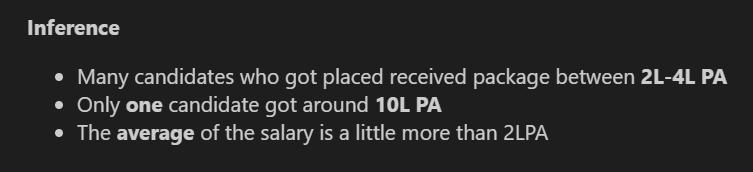 Inference
• Many candidates who got placed received package between 2L-4L PA
• Only one candidate got around 10L PA
• The average of the salary is a little more than 2LPA